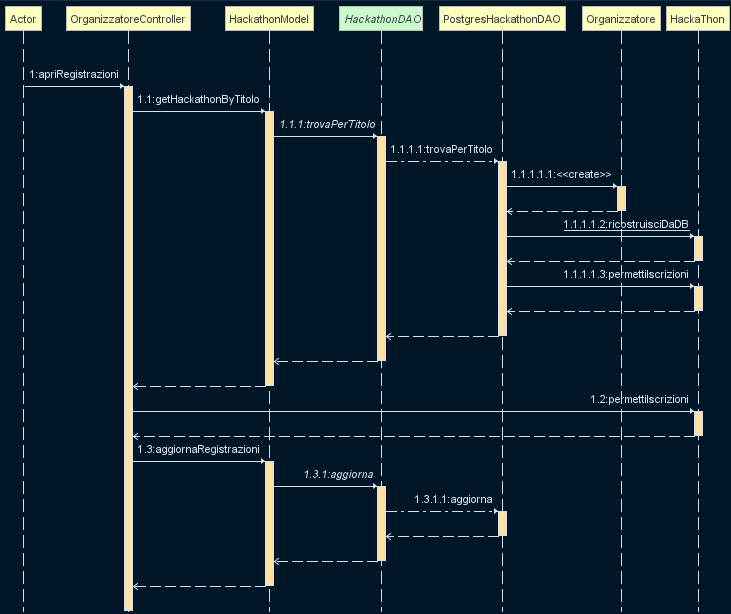 Actor
OrganizzatoreController
HackathonModel
HackathonDAO
PostgresHackathonDAO
Organizzatore
HackaThon
1:apriRegistrazioni
1.1:getHackathonByTitolo
1.1.1:trovaPerTitolo
1.1.1.1:trovaPerTitolo
1.1.1.1.1:<<create>>
1.1.1.1.2:ricostruisciDaDB
1.1.1.1.3:permettiIscrizioni
1.2:permettiIscrizioni
1.3:aggiornaRegistrazioni
1.3.1:aggiorna
1.3.1.1:aggiorna